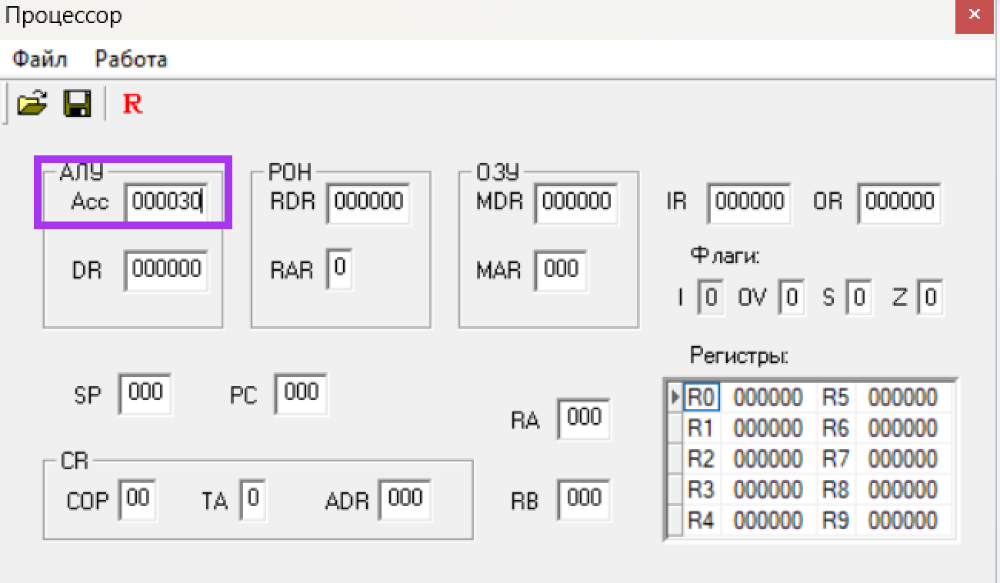 Процессор ×
Файл Работа
R
АЛУ РОН ОЗУ
Acc 000030 RDR 000000 MDR 000000 IR 000000 OR 000000
Флаги:
DR 000000 RAR 0 MAR 000
I 0 OV 0 S 0 Z 0
Регистры:
SP 000 PC 000
R0 000000 R5 000000
RA 000
R1 000000 R6 000000
CR
R2 000000 R7 000000
COP 00 TA 0 ADR 000 RB 000
R3 000000 R8 000000
R4 000000 R9 000000